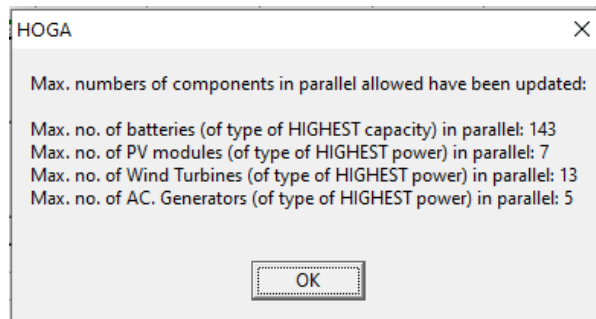 HOGA
Max. numbers of components in parallel allowed have been updated:
Max. no. of batteries (of type of HIGHEST capacity) in parallel: 143
Max. no. of PV modules (of type of HIGHEST power) in parallel: 7
Max. no. of Wind Turbines (of type of HIGHEST power) in parallel: 13
Max. no. of AC. Generators (of type of HIGHEST power) in parallel: 5
OK